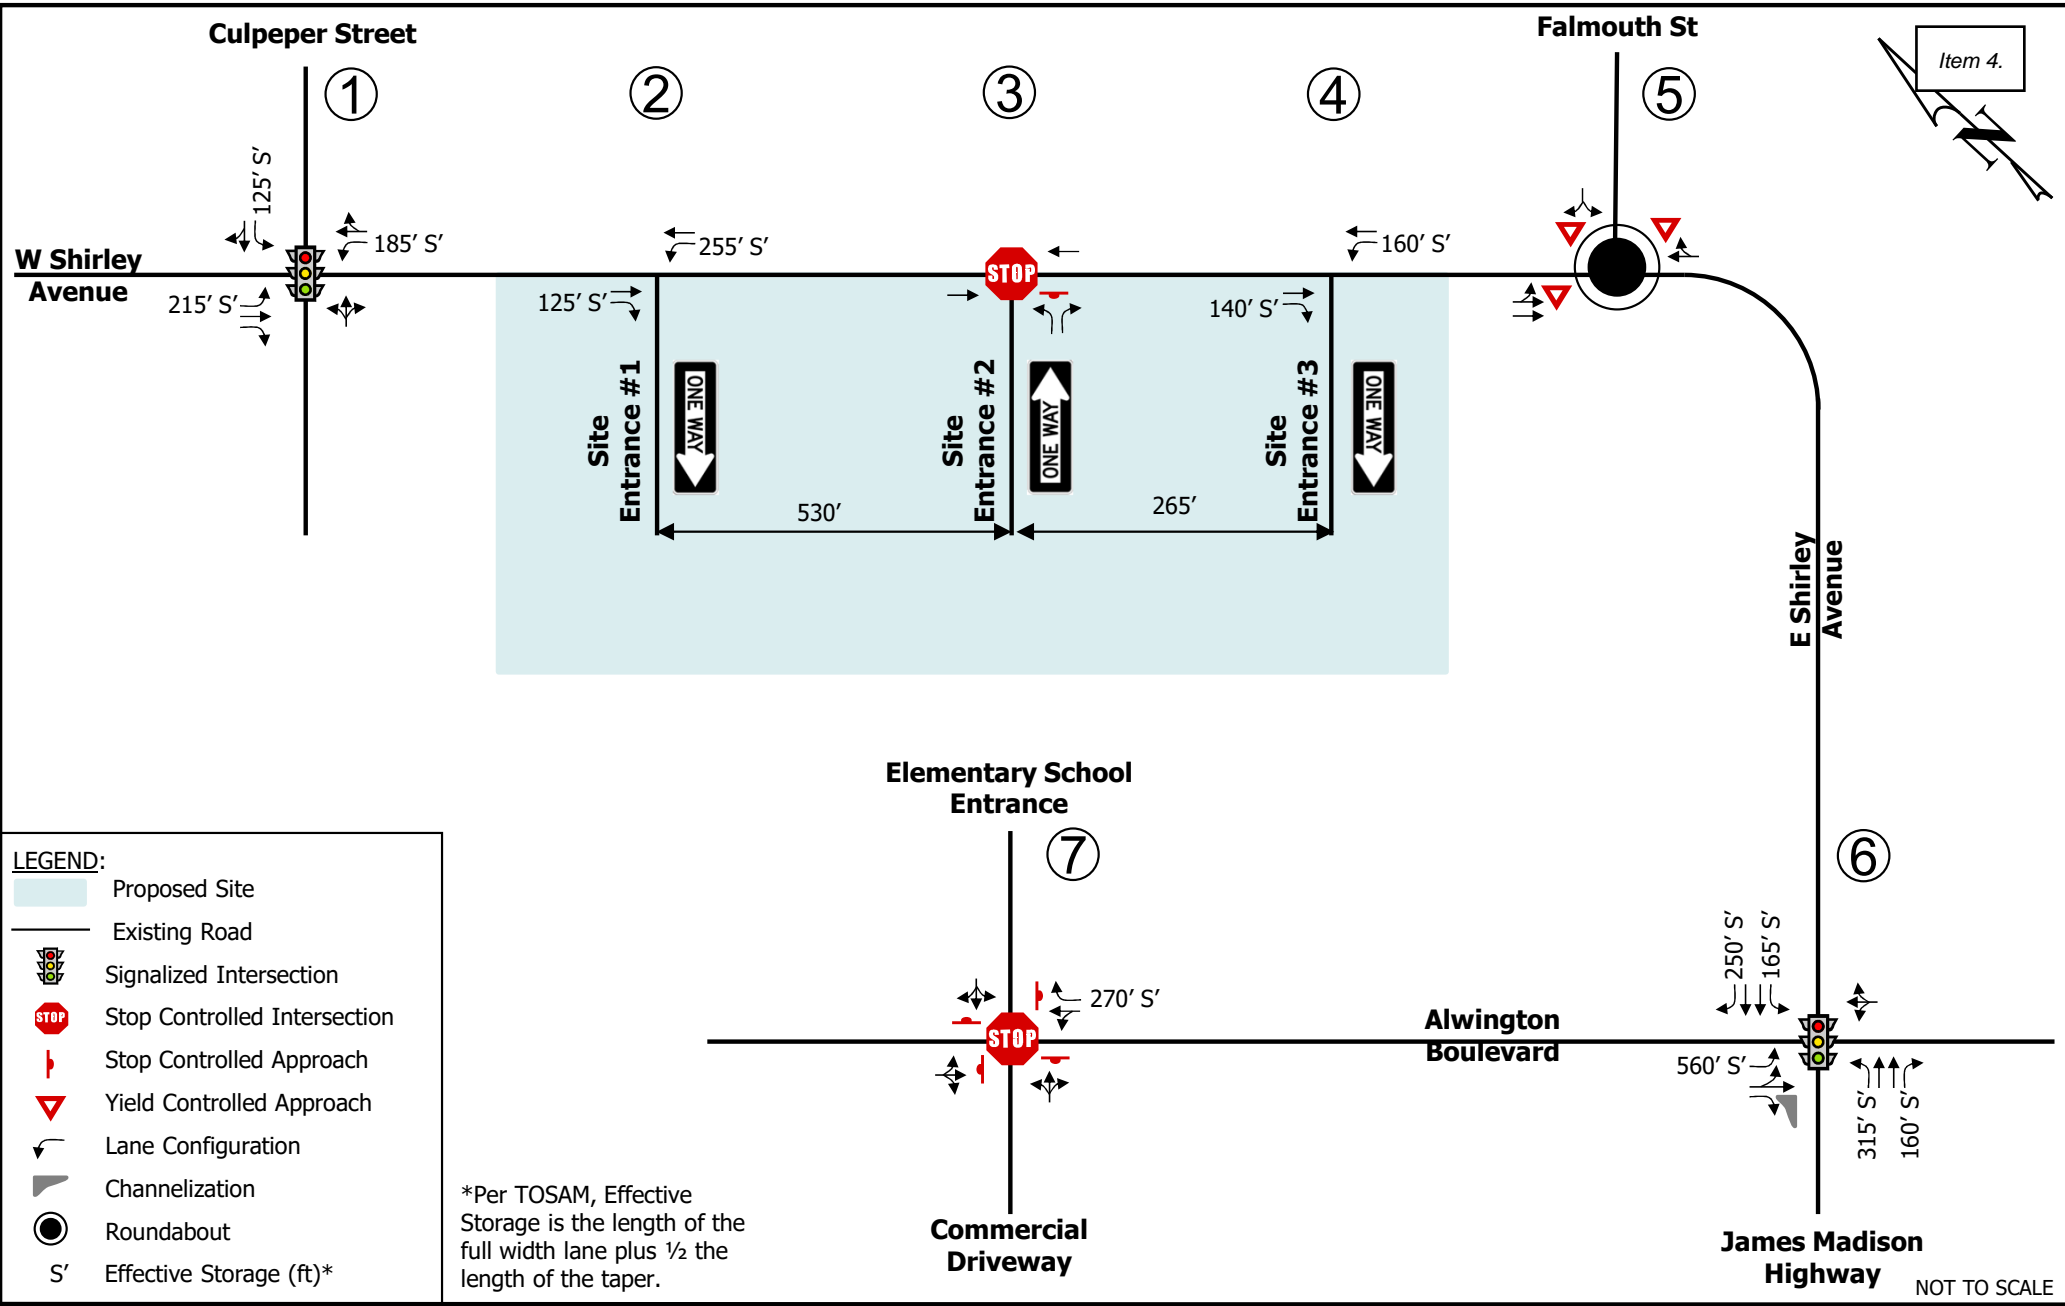 Culpeper Street
Falmouth St
Item 4.
1
2
3
4
5
N
125' S'
185' S'
255' S'
160' S'
W Shirley
Avenue
215' S'
125' S'
140' S'
STOP
Site
Entrance #1
ONE WAY
Site
Entrance #2
ONE WAY
Site
Entrance #3
ONE WAY
530'
265'
E Shirley
Avenue
Elementary School
Entrance
7
6
270' S'
STOP
Alwington
Boulevard
250' S'
165' S'
560' S'
315' S'
160' S'
Commercial
Driveway
James Madison
Highway
LEGEND:
Proposed Site
Existing Road
Signalized Intersection
STOP
Stop Controlled Intersection
Stop Controlled Approach
Yield Controlled Approach
Lane Configuration
Channelization
Roundabout
S' Effective Storage (ft)*
*Per TOSAM, Effective
Storage is the length of the
full width lane plus ½ the
length of the taper.
NOT TO SCALE